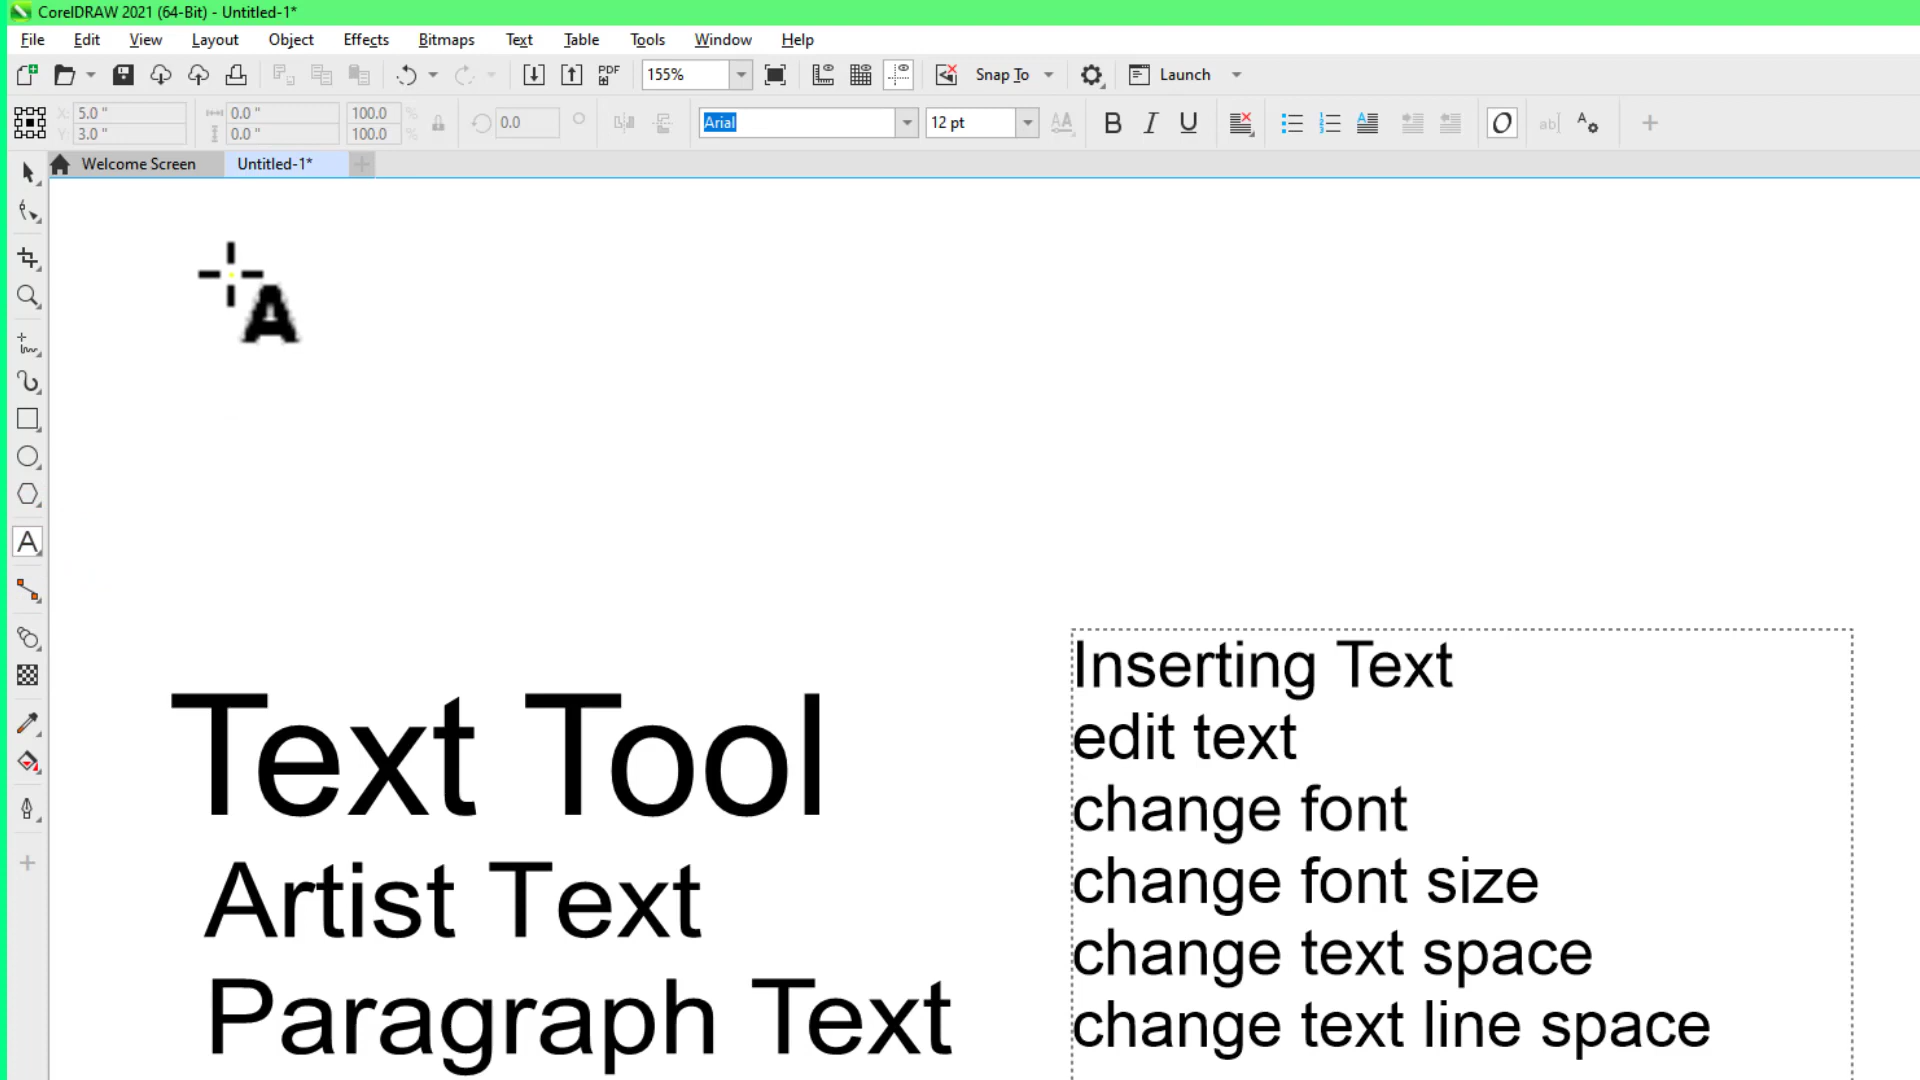 CorelDRAW 2021 (64-Bit) - Untitled-1*
File Edit View Layout Object Effects Bitmaps Text Table Tools Window Help
PDF 155% Snap To Launch
X: 5.0 " 0.0 " 100.0 %
Y: 3.0 " 0.0 " 100.0 %
0.0 Arial 12 pt AA B I U O ab A
Welcome Screen Untitled-1*
A
A
Text Tool
Artist Text
Paragraph Text
Inserting Text
edit text
change font
change font size
change text space
change text line space